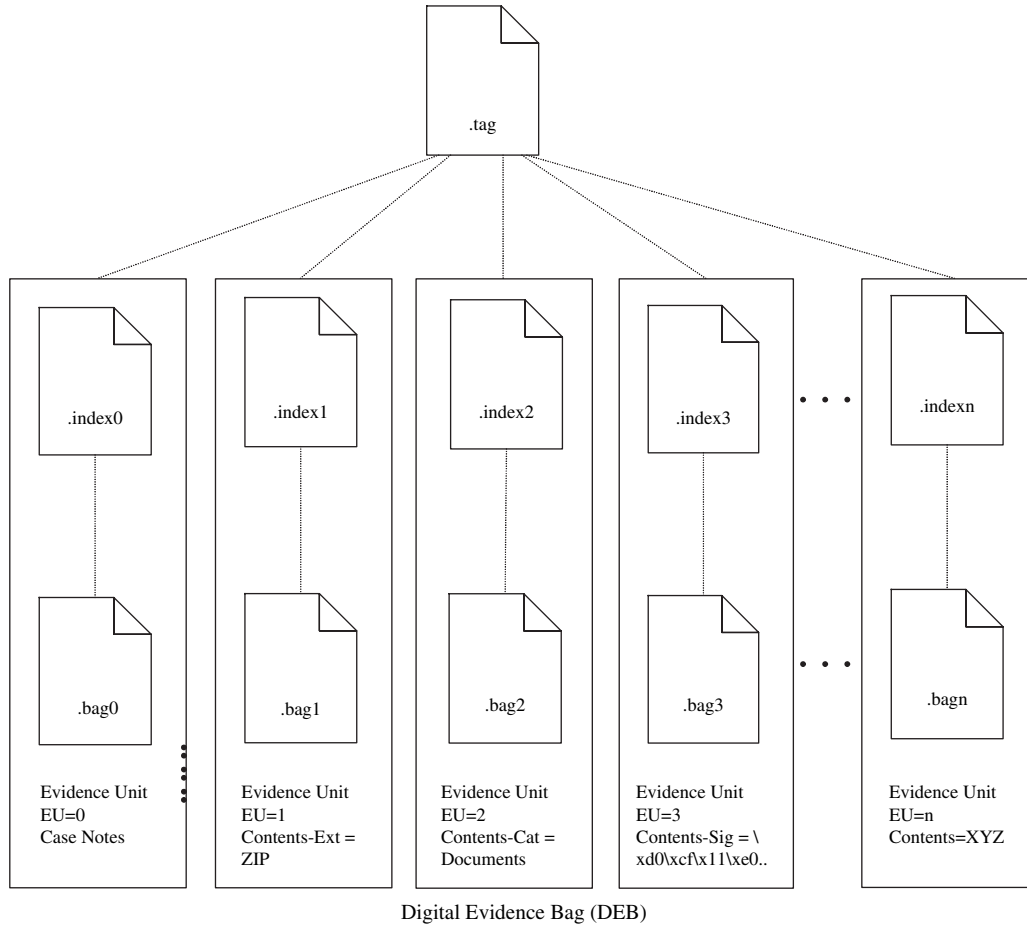 .tag
.index0
.index1
.index2
.index3
.indexn
.bag0
.bag1
.bag2
.bag3
.bagn
Evidence Unit
EU=0
Case Notes
Evidence Unit
EU=1
Contents-Ext =
ZIP
Evidence Unit
EU=2
Contents-Cat =
Documents
Evidence Unit
EU=3
Contents-Sig = \
xd0\xcf\x11\xe0..
Evidence Unit
EU=n
Contents=XYZ
Digital Evidence Bag (DEB)